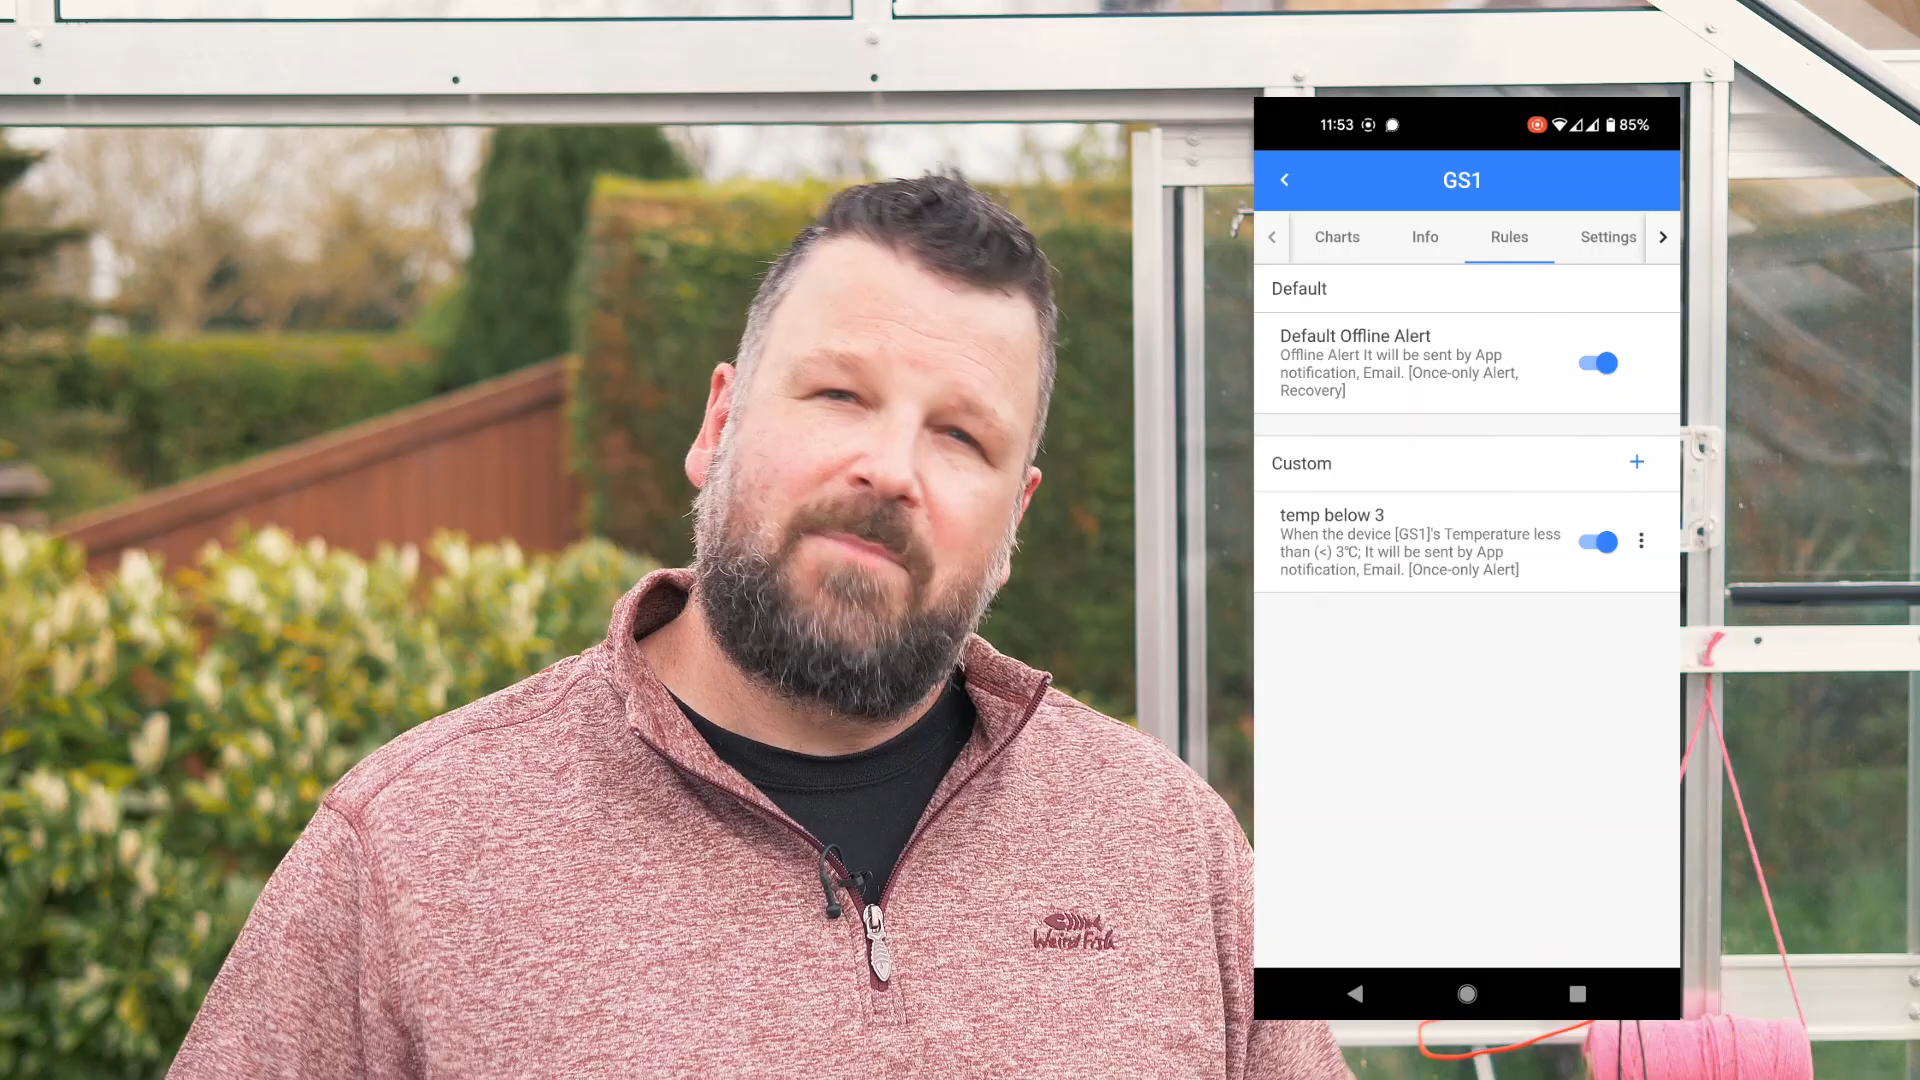 11:53 85%
GS1
Charts Info Rules Settings
Default
Default Offline Alert
Offline Alert It will be sent by App
notification, Email. [Once-only Alert,
Recovery]
Custom
temp below 3
When the device [GS1]'s Temperature less
than (<) 3℃; It will be sent by App
notification, Email. [Once-only Alert]
Weird Fish